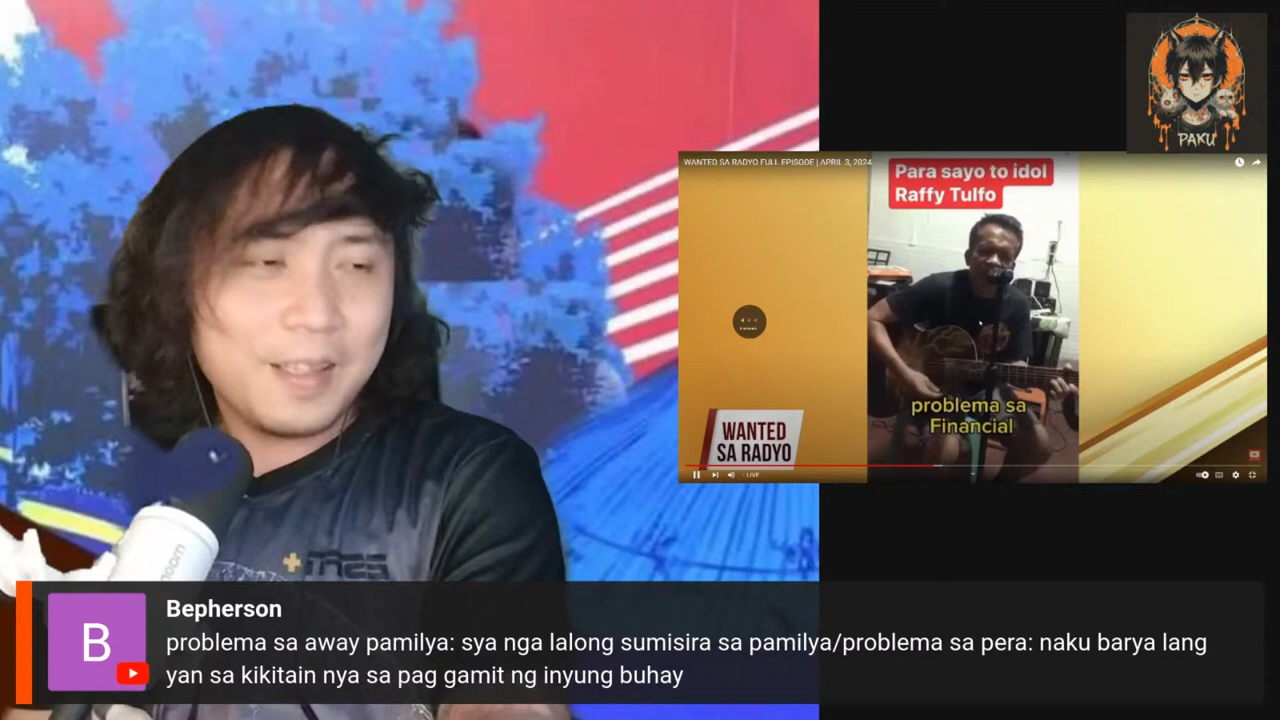 PAKU
WANTED SA RADYO FULL EPISODE | APRIL 3, 2024
Para sayo to idol
Raffy Tulfo
problema sa
Financial
WANTED
SA RADYO
LIVE
B
Bepherson
problema sa away pamilya: sya nga lalong sumisira sa pamilya/problema sa pera: naku barya lang
yan sa kikitain nya sa pag gamit ng inyung buhay